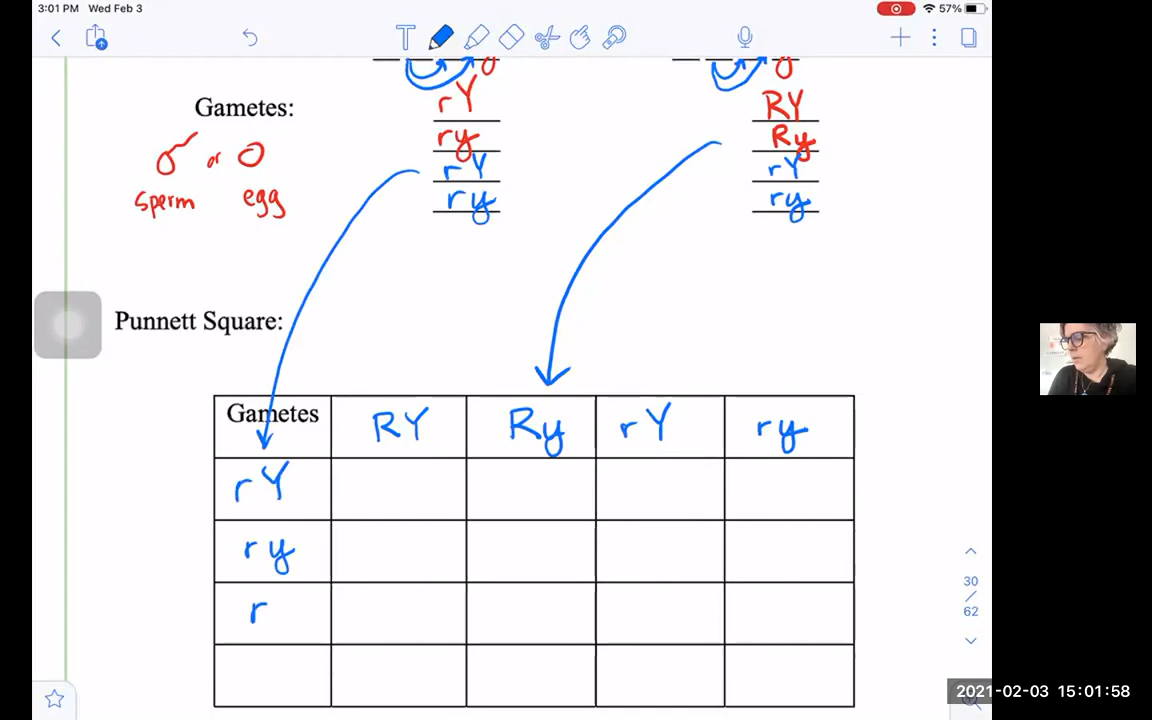 3:01 PM Wed Feb 3
57%
Gametes:
rY
ry
rY
ry
RY
Ry
rY
ry
♂ or O
sperm egg
Punnett Square:
Gametes RY Ry rY ry
rY
ry
r
30
/
62
2021-02-03 15:01:58